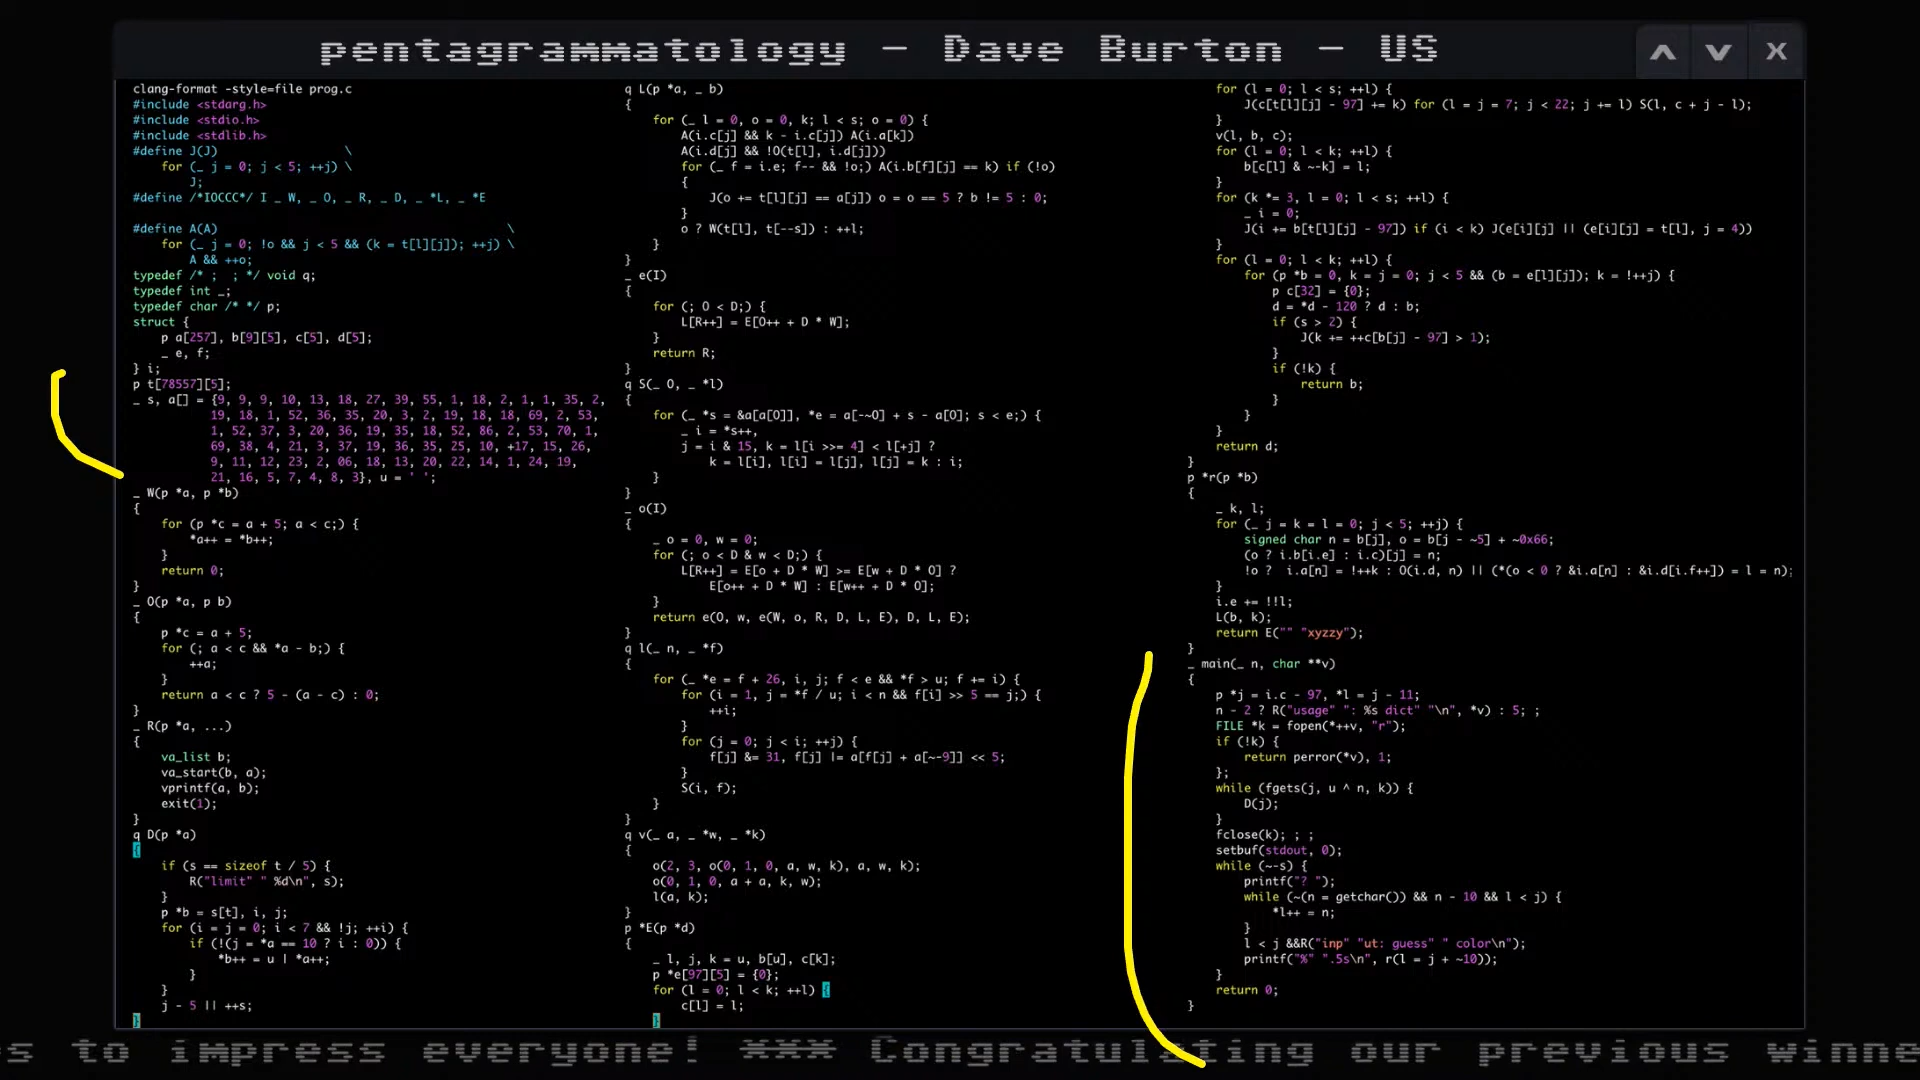 pentagrammatology - Dave Burton - US
clang-format -style=file prog.c
#include <stdarg.h>
#include <stdio.h>
#include <stdlib.h>
#define J(J) \
for (_ j = 0; j < 5; ++j) \
J;
#define /*IOCCC*/ I _ W, _ O, _ R, _ D, _ *L, _ *E
#define A(A) \
for (_ j = 0; !o && j < 5 && (k = t[l][j]); ++j) \
A && ++o;
typedef /* ; ; */ void q;
typedef int _;
typedef char /* */ p;
struct {
p a[257], b[9][5], c[5], d[5];
_ e, f;
} i;
p t[78557][5];
_ s, a[] = {9, 9, 9, 10, 13, 18, 27, 39, 55, 1, 18, 2, 1, 1, 35, 2,
19, 18, 1, 52, 36, 35, 20, 3, 2, 19, 18, 18, 69, 2, 53,
1, 52, 37, 3, 20, 36, 19, 35, 18, 52, 86, 2, 53, 70, 1,
69, 38, 4, 21, 3, 37, 19, 36, 35, 25, 10, +17, 15, 26,
9, 11, 12, 23, 2, 06, 18, 13, 20, 22, 14, 1, 24, 19,
21, 16, 5, 7, 4, 8, 3}, u = ' ';
_ W(p *a, p *b)
{
for (p *c = a + 5; a < c;) {
*a++ = *b++;
}
return 0;
}
_ O(p *a, p b)
{
p *c = a + 5;
for (; a < c && *a - b;) {
++a;
}
return a < c ? 5 - (a - c) : 0;
}
_ R(p *a, ...)
{
va_list b;
va_start(b, a);
vprintf(a, b);
exit(1);
}
q D(p *a)
{
if (s == sizeof t / 5) {
R("limit" " %d\n", s);
}
p *b = s[t], i, j;
for (i = j = 0; i < 7 && !j; ++i) {
if (!(j = *a == 10 ? i : 0)) {
*b++ = u | *a++;
}
}
j - 5 || ++s;
}
q L(p *a, _ b)
{
for (_ l = 0, o = 0, k; l < s; o = 0) {
A(i.c[j] && k - i.c[j]) A(i.a[k])
A(i.d[j] && !O(t[l], i.d[j]))
for (_ f = i.e; f-- && !o;) A(i.b[f][j] == k) if (!o)
{
J(o += t[l][j] == a[j]) o = o == 5 ? b != 5 : 0;
}
o ? W(t[l], t[--s]) : ++l;
}
}
_ e(I)
{
for (; O < D;) {
L[R++] = E[O++ + D * W];
}
return R;
}
q S(_ O, _ *l)
{
for (_ *s = &a[a[O]], *e = a[-~O] + s - a[O]; s < e;) {
_ i = *s++,
j = i & 15, k = l[i >>= 4] < l[+j] ?
k = l[i], l[i] = l[j], l[j] = k : i;
}
}
_ o(I)
{
_ o = 0, w = 0;
for (; o < D & w < D;) {
L[R++] = E[o + D * W] >= E[w + D * O] ?
E[o++ + D * W] : E[w++ + D * O];
}
return e(O, w, e(W, o, R, D, L, E), D, L, E);
}
q l(_ n, _ *f)
{
for (_ *e = f + 26, i, j; f < e && *f > u; f += i) {
for (i = 1, j = *f / u; i < n && f[i] >> 5 == j;) {
++i;
}
for (j = 0; j < i; ++j) {
f[j] &= 31, f[j] |= a[f[j] + a[~-9]] << 5;
}
S(i, f);
}
}
q v(_ a, _ *w, _ *k)
{
o(2, 3, o(0, 1, 0, a, w, k), a, w, k);
o(0, 1, 0, a + a, k, w);
l(a, k);
}
p *E(p *d)
{
_ l, j, k = u, b[u], c[k];
p *e[97][5] = {0};
for (l = 0; l < k; ++l) {
c[l] = l;
}
for (l = 0; l < s; ++l) {
J(c[t[l][j] - 97] += k) for (l = j = 7; j < 22; j += l) S(l, c + j - l);
}
v(l, b, c);
for (l = 0; l < k; ++l) {
b[c[l] & ~-k] = l;
}
for (k *= 3, l = 0; l < s; ++l) {
_ i = 0;
J(i += b[t[l][j] - 97]) if (i < k) J(e[i][j] || (e[i][j] = t[l], j = 4))
}
for (l = 0; l < k; ++l) {
for (p *b = 0, k = j = 0; j < 5 && (b = e[l][j]); k = !++j) {
p c[32] = {0};
d = *d - 120 ? d : b;
if (s > 2) {
J(k += ++c[b[j] - 97] > 1);
}
if (!k) {
return b;
}
}
}
return d;
}
p *r(p *b)
{
_ k, l;
for (_ j = k = l = 0; j < 5; ++j) {
signed char n = b[j], o = b[j - ~5] + ~0x66;
(o ? i.b[i.e] : i.c)[j] = n;
!o ? i.a[n] = !++k : O(i.d, n) || (*(o < 0 ? &i.a[n] : &i.d[i.f++]) = l = n);
}
i.e += !!l;
L(b, k);
return E("" "xyzzy");
}
_ main(_ n, char **v)
{
p *j = i.c - 97, *l = j - 11;
n - 2 ? R("usage" ": %s dict" "\n", *v) : 5; ;
FILE *k = fopen(*++v, "r");
if (!k) {
return perror(*v), 1;
};
while (fgets(j, u ^ n, k)) {
D(j);
}
fclose(k); ; ;
setbuf(stdout, 0);
while (~-s) {
printf("? ");
while (~(n = getchar()) && n - 10 && l < j) {
*l++ = n;
}
l < j &&R("inp" "ut: guess" " color\n");
printf("%" ".5s\n", r(l = j + ~10));
}
return 0;
}
s to impress everyone! *** Congratulating our previous winne